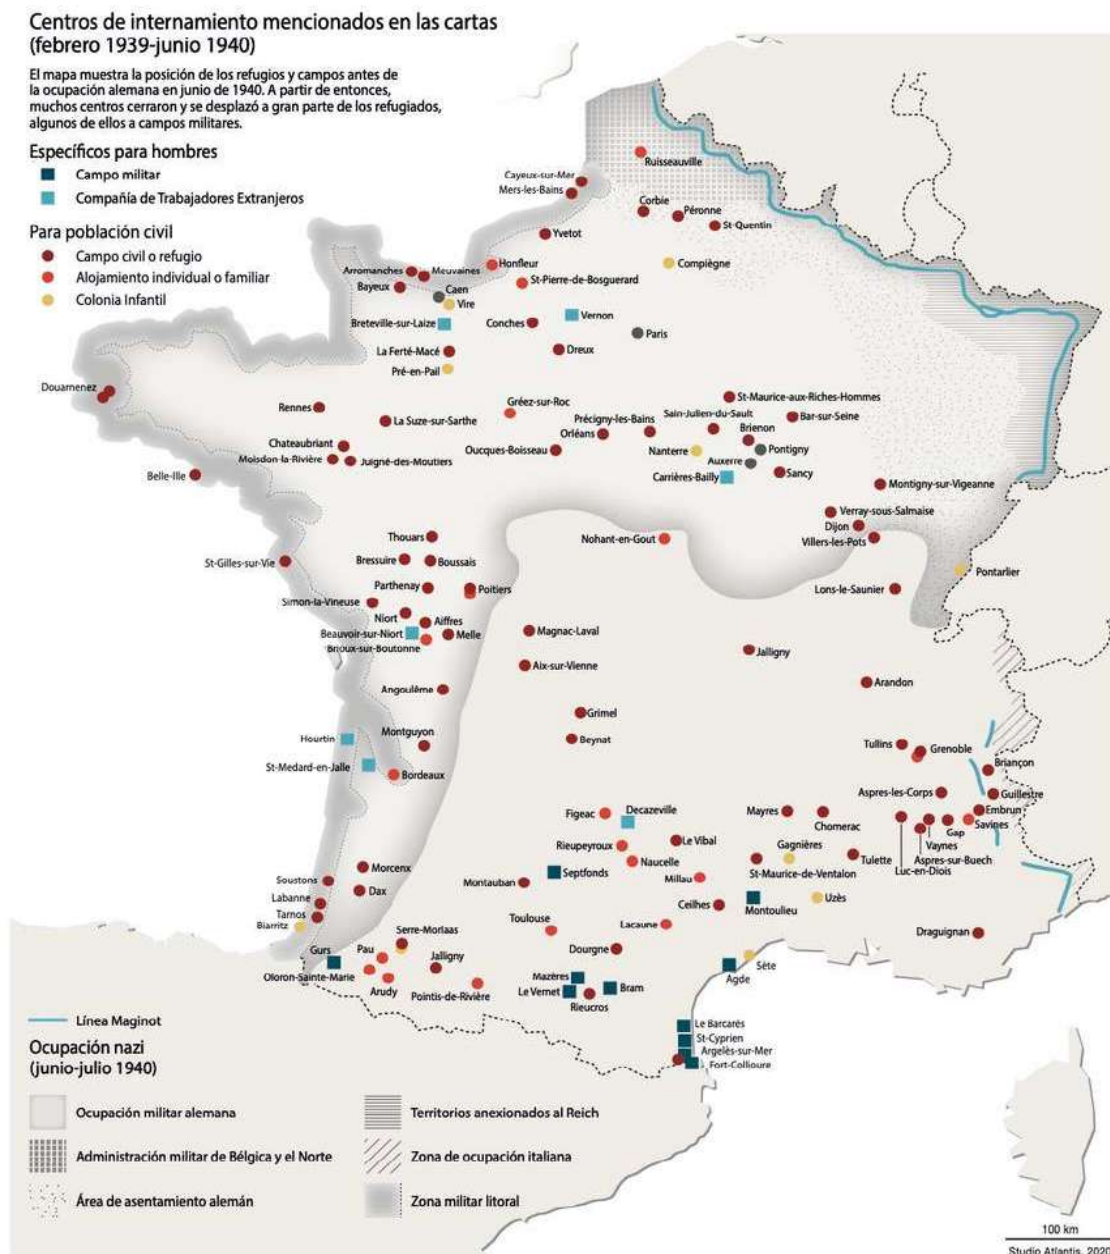 Centros de internamiento mencionados en las cartas
(febrero 1939-junio 1940)
El mapa muestra la posición de los refugios y campos antes de
la ocupación alemana en junio de 1940. A partir de entonces,
muchos centros cerraron y se desplazó a gran parte de los refugiados,
algunos de ellos a campos militares.
Específicos para hombres
Campo militar
Compañía de Trabajadores Extranjeros
Para población civil
Campo civil o refugio
Alojamiento individual o familiar
Colonia Infantil
Ruisseauville
Cayeux-sur-Mer
Mers-les-Bains
Corbie
Péronne
St-Quentin
Yvetot
Honfleur
Compiègne
Arromanches
Meuvaines
St-Pierre-de-Bosguerard
Bayeux
Caen
Vire
Breteville-sur-Laize
Conches
Vernon
Paris
La Ferté-Macé
Dreux
Pré-en-Pail
Douarnenez
Rennes
Gréez-sur-Roc
St-Maurice-aux-Riches-Hommes
La Suze-sur-Sarthe
Précigny-les-Bains
Sain-Julien-du-Sault
Bar-sur-Seine
Orléans
Brienon
Chateaubriant
Oucques-Boisseau
Nanterre
Pontigny
Moisdon-la-Rivière
Juigné-des-Moutiers
Auxerre
Belle-Ille
Carrières-Bailly
Sancy
Montigny-sur-Vigeanne
Verray-sous-Salmaise
Dijon
Thouars
Nohant-en-Gout
Villers-les-Pots
St-Gilles-sur-Vie
Bressuire
Boussais
Pontarlier
Parthenay
Poitiers
Lons-le-Saunier
Simon-la-Vineuse
Niort
Aiffres
Beauvoir-sur-Niort
Melle
Magnac-Laval
Brioux-sur-Boutonne
Jalligny
Aix-sur-Vienne
Angoulême
Arandon
Grimel
Hourtin
Montguyon
Beynat
Tullins
Grenoble
St-Medard-en-Jalle
Bordeaux
Briançon
Aspres-les-Corps
Guillestre
Figeac
Decazeville
Mayres
Embrun
Chomerac
Gap
Savines
Rieupeyroux
Le Vibal
Gagnières
Vaynes
Naucelle
Tulette
Aspres-sur-Buech
Morcenx
Septfonds
St-Maurice-de-Ventalon
Luc-en-Diois
Soustons
Montauban
Millau
Dax
Labanne
Ceilhes
Montoulieu
Uzès
Tarnos
Biarritz
Toulouse
Lacaune
Draguignan
Serre-Morlaas
Gurs
Pau
Dourgne
Sète
Oloron-Sainte-Marie
Jalligny
Mazères
Agde
Arudy
Pointis-de-Rivière
Le Vernet
Bram
Rieucros
Le Barcarés
St-Cyprien
Argelès-sur-Mer
Fort-Collioure
Línea Maginot
Ocupación nazi
(junio-julio 1940)
Ocupación militar alemana
Territorios anexionados al Reich
Administración militar de Bélgica y el Norte
Zona de ocupación italiana
Área de asentamiento alemán
Zona militar litoral
100 km
Studio Atlantis, 2020